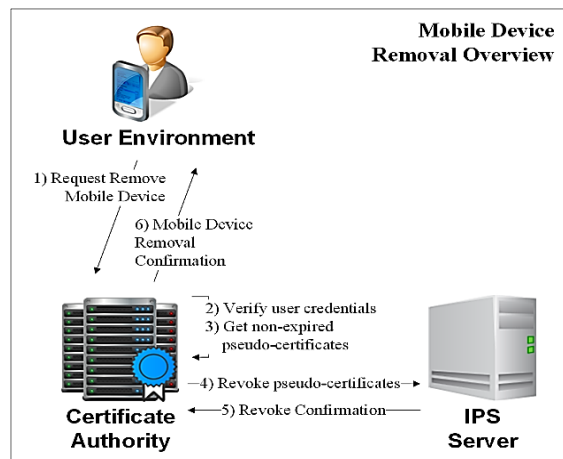 Mobile Device
Removal Overview
User Environment
1) Request Remove
Mobile Device
6) Mobile Device
Removal
Confirmation
2) Verify user credentials
3) Get non-expired
pseudo-certificates
4) Revoke pseudo-certificates
5) Revoke Confirmation
Certificate
Authority
IPS
Server